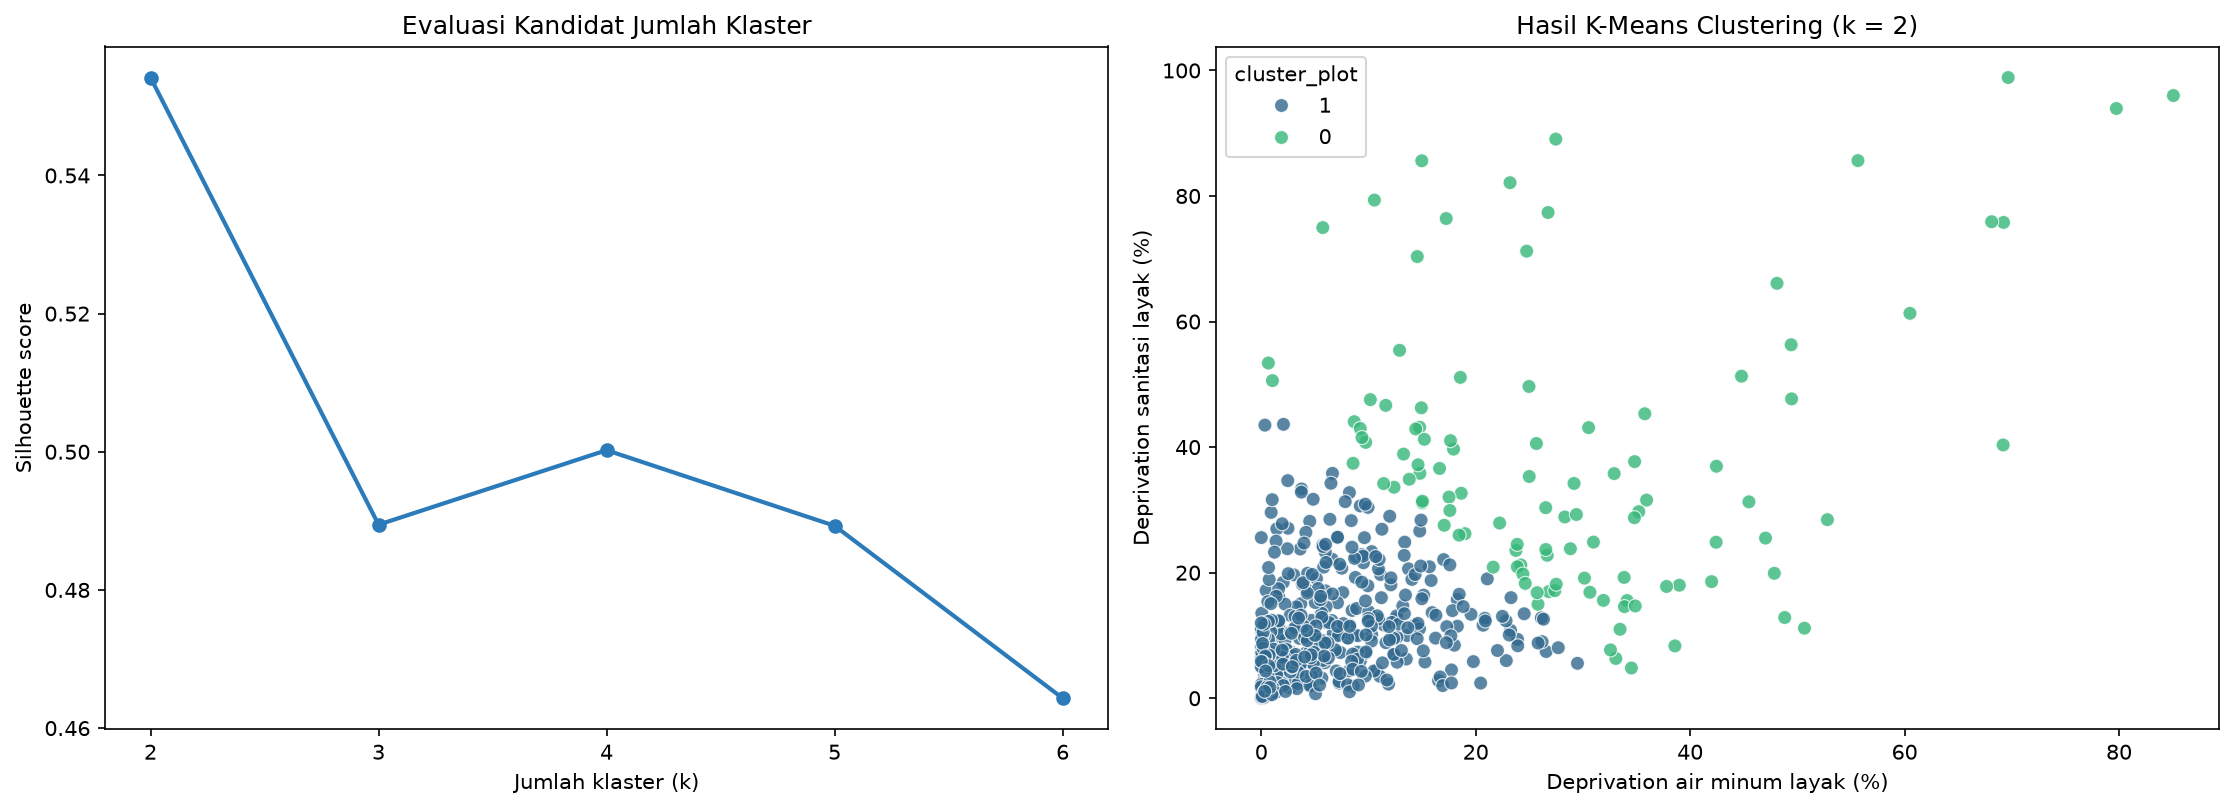 Evaluasi Kandidat Jumlah Klaster
Silhouette score
0.54
0.52
0.50
0.48
0.46
2 3 4 5 6
Jumlah klaster (k)
Hasil K-Means Clustering (k = 2)
cluster_plot
1
0
Deprivation sanitasi layak (%)
100
80
60
40
20
0
0 20 40 60 80
Deprivation air minum layak (%)